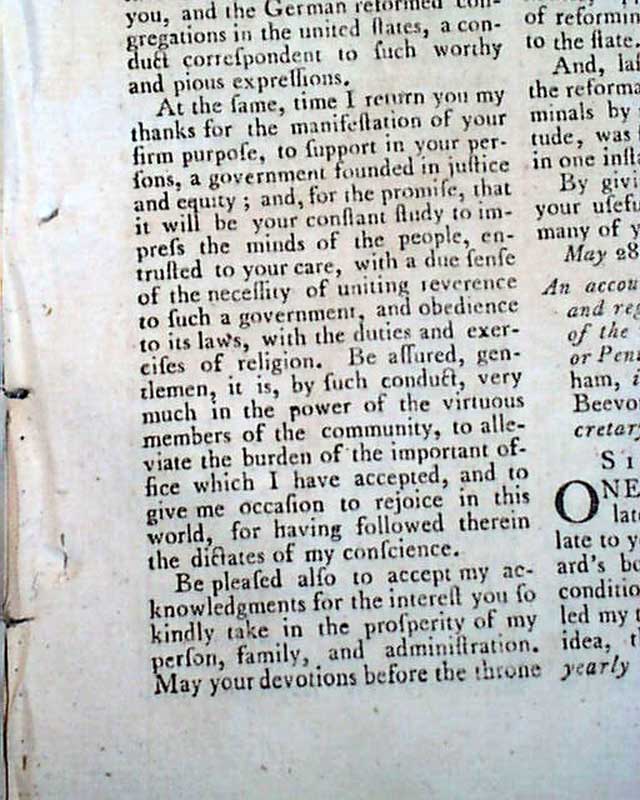 you, and the German reformed con-
gregations in the united ſtates, a con-
duct correſpondent to ſuch worthy
and pious expreſſions.
At the ſame, time I return you my
thanks for the manifeſtation of your
firm purpoſe, to ſupport in your per-
ſons, a government founded in juſtice
and equity ; and, for the promiſe, that
it will be your conſtant ſtudy to im-
preſs the minds of the people, en-
truſted to your care, with a due ſenſe
of the neceſſity of uniting reverence
to ſuch a government, and obedience
to its laws, with the duties and exer-
ciſes of religion. Be aſſured, gen-
tlemen, it is, by ſuch conduct, very
much in the power of the virtuous
members of the community, to alle-
viate the burden of the important of-
fice which I have accepted, and to
give me occaſion to rejoice in this
world, for having followed therein
the dictates of my conſcience.
Be pleaſed alſo to accept my ac-
knowledgments for the intereſt you ſo
kindly take in the proſperity of my
perſon, family, and adminiſtration.
May your devotions before the throne
of reformin
to the ſtate.
And, laſ
the reforma
minals by
tude, was
in one inſta
By givi
your uſefu
many of y
May 28
An accou
and reg
of the
or Peni
ham, i
Beevo
cretary
S I
ONE
late
late to y
ard's bo
conditio
led my t
idea, t
yearly